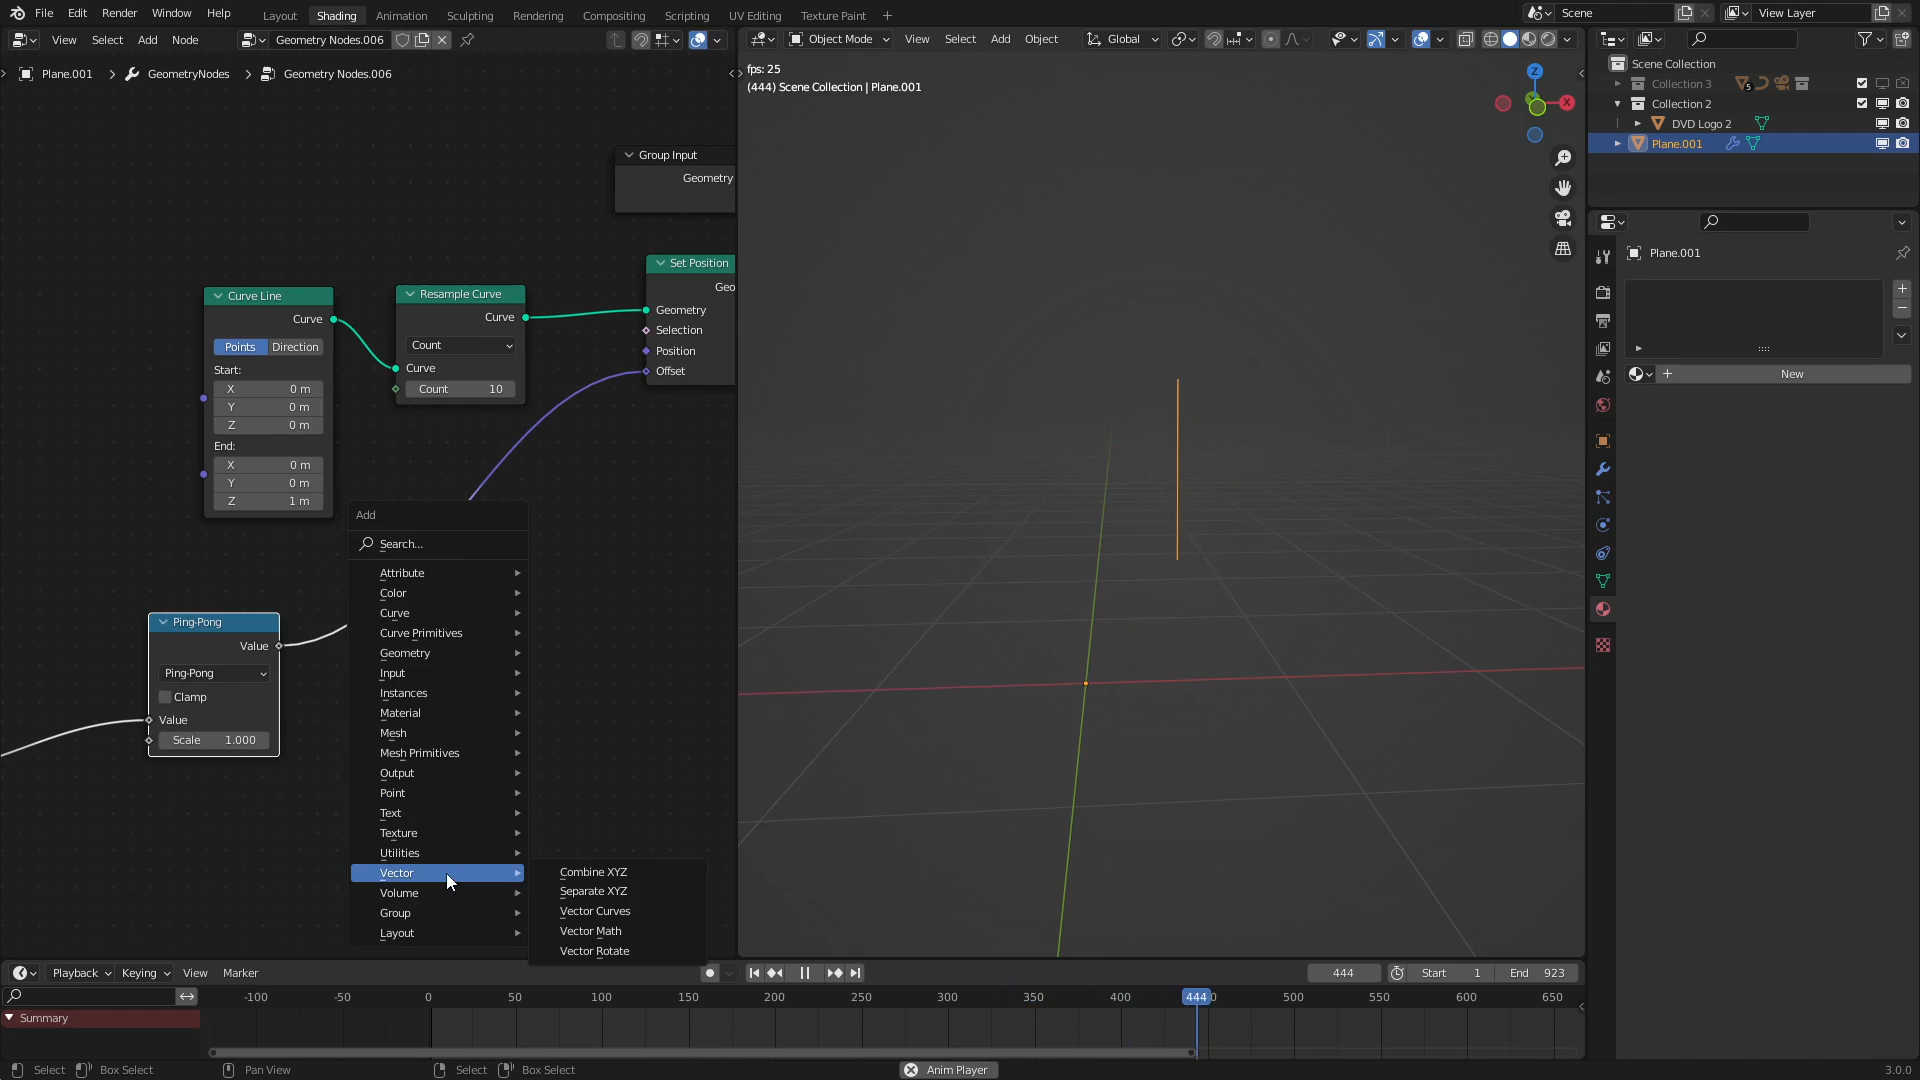 File Edit Render Window Help
Layout Shading Animation Sculpting Rendering Compositing Scripting UV Editing Texture Paint +
Scene
View Layer
View Select Add Node
Geometry Nodes.006
Object Mode
View Select Add Object
Global
Plane.001
GeometryNodes
Geometry Nodes.006
fps: 25
(444) Scene Collection | Plane.001
Z
X
Scene Collection
Collection 3
5
Collection 2
DVD Logo 2
Plane.001
Plane.001
New
Group Input
Geometry
Set Position
Geo
Geometry
Selection
Position
Offset
Curve Line
Curve
Points Direction
Start:
X 0 m
Y 0 m
Z 0 m
End:
X 0 m
Y 0 m
Z 1 m
Resample Curve
Curve
Count
Curve
Count 10
Ping-Pong
Value
Ping-Pong
Clamp
Value
Scale 1.000
Add
Search...
Attribute
Color
Curve
Curve Primitives
Geometry
Input
Instances
Material
Mesh
Mesh Primitives
Output
Point
Text
Texture
Utilities
Vector
Volume
Group
Layout
Combine XYZ
Separate XYZ
Vector Curves
Vector Math
Vector Rotate
Playback Keying View Marker
444
Start 1
End 923
-100 -50 0 50 100 150 200 250 300 350 400 444 500 550 600 650
Summary
Select Box Select Pan View Select Box Select Anim Player 3.0.0